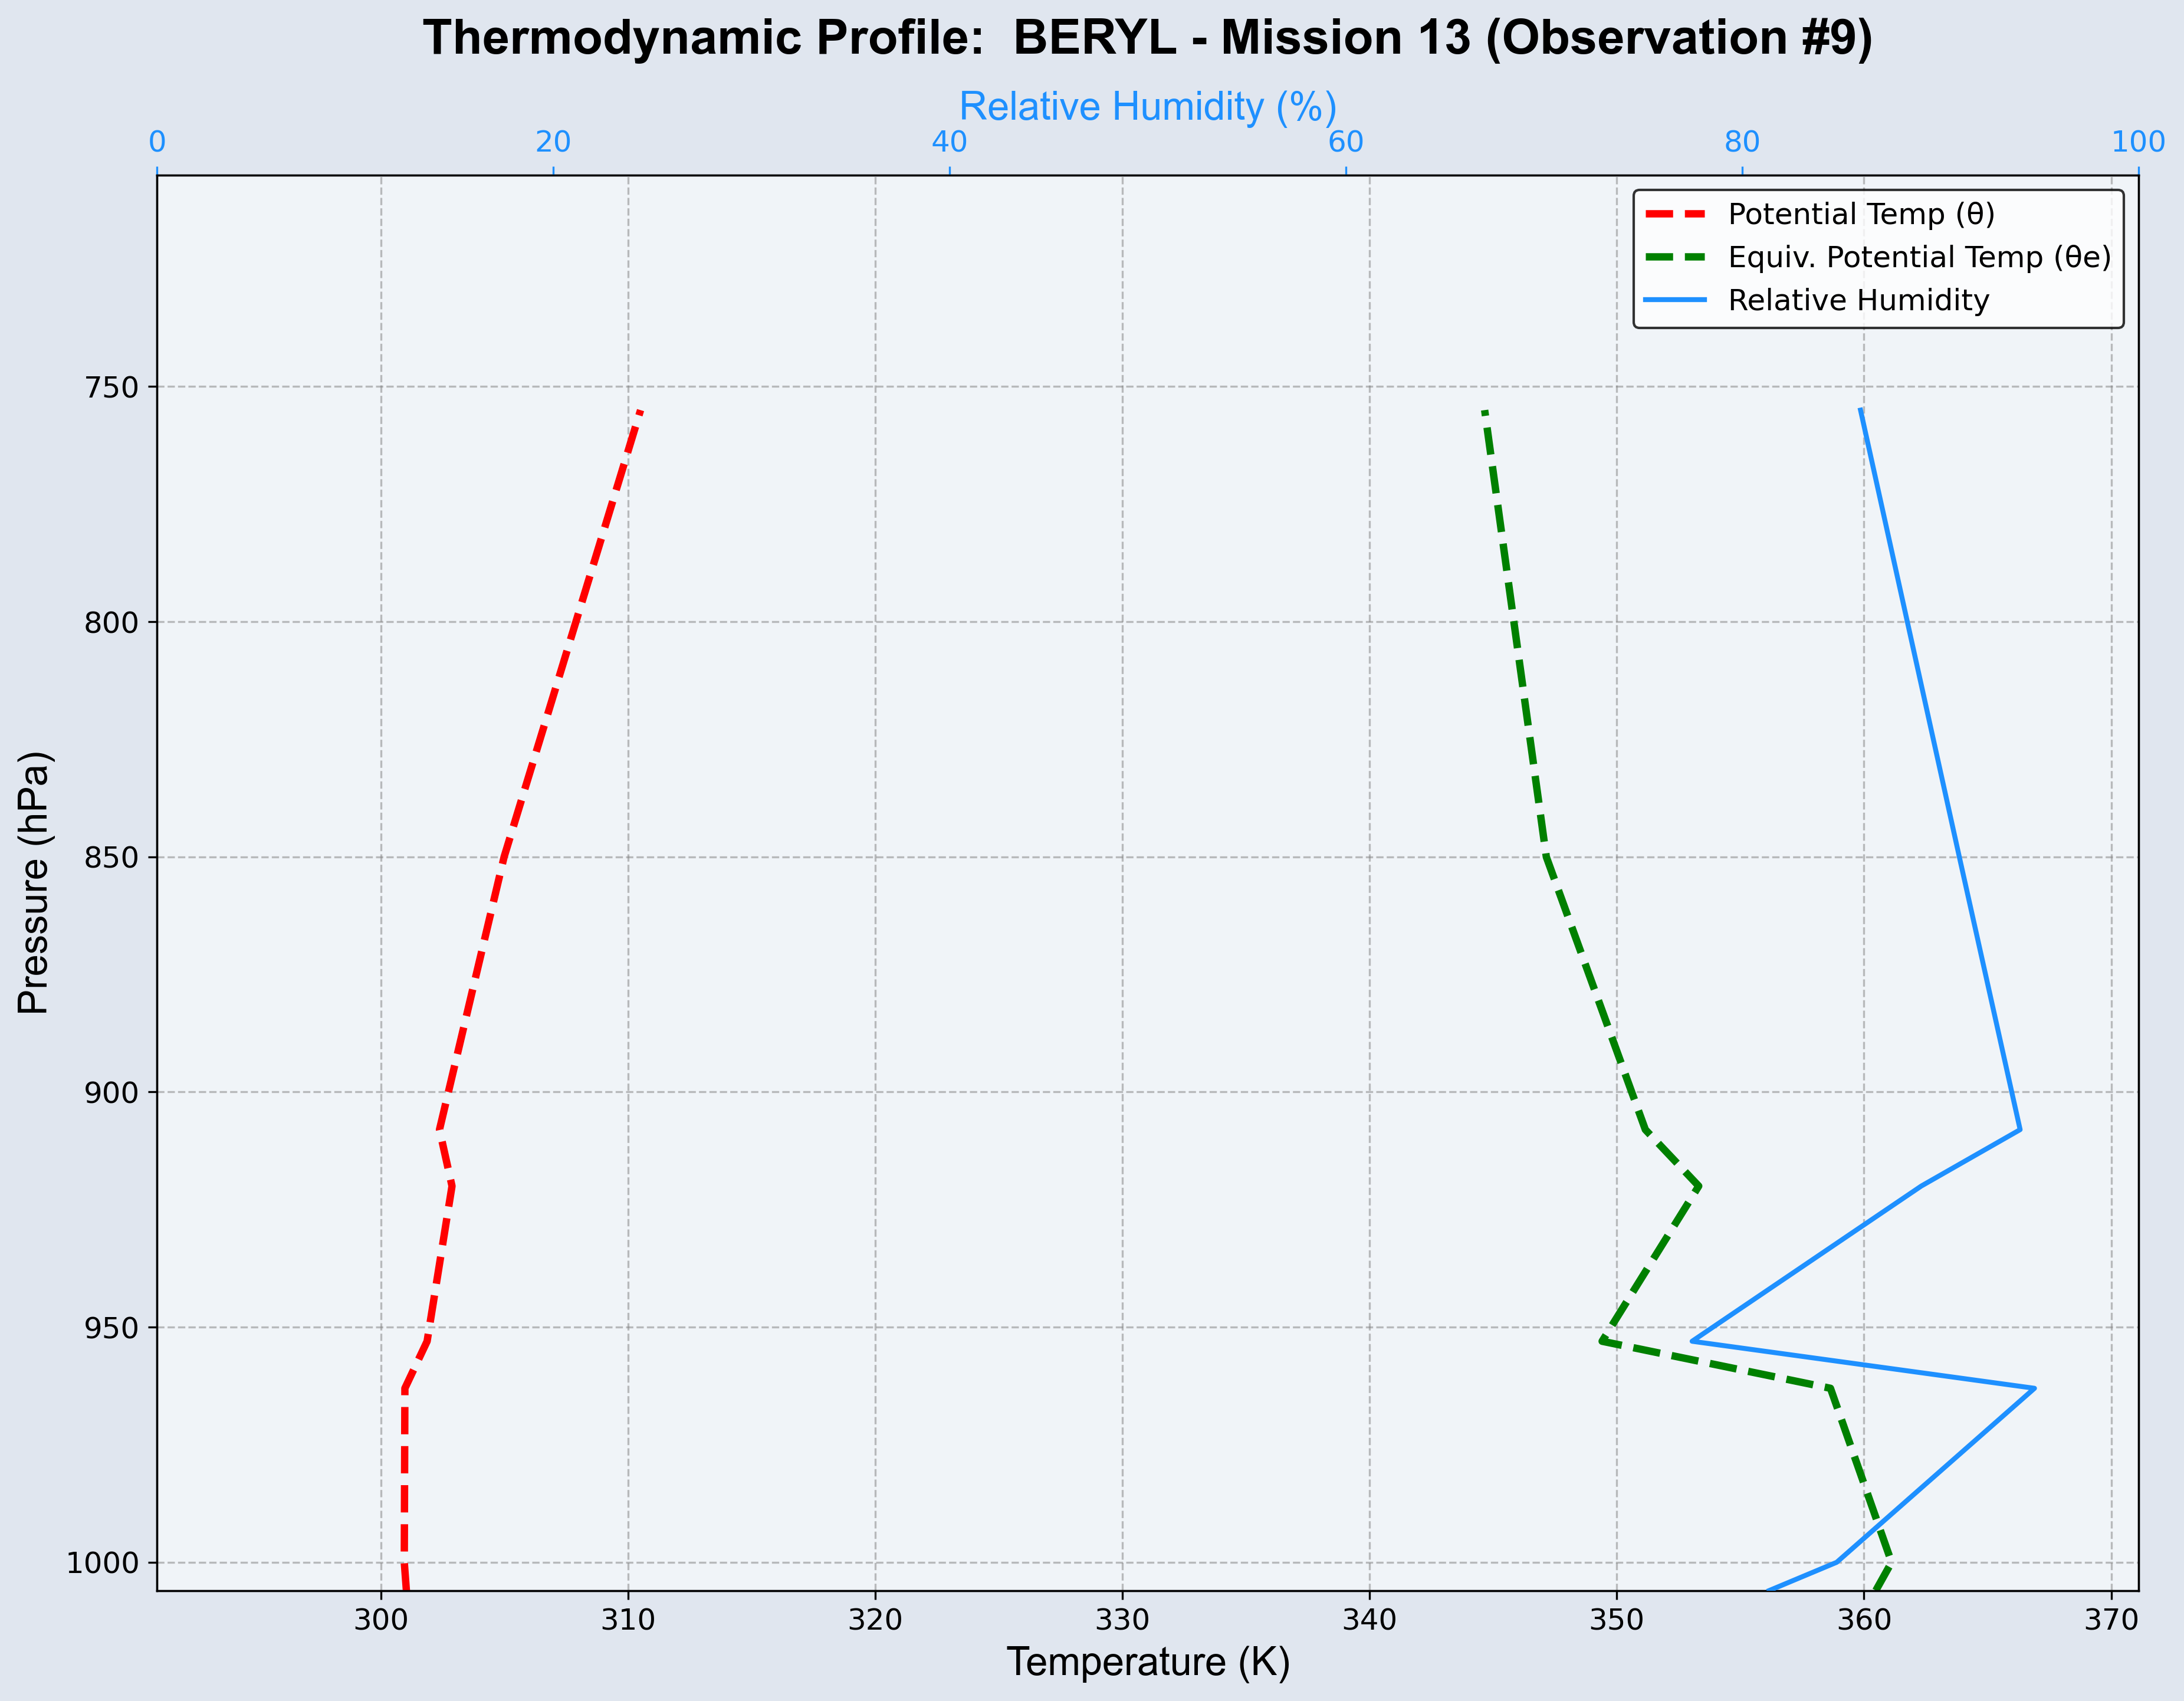 Thermodynamic Profile:  BERYL - Mission 13 (Observation #9)
Relative Humidity (%)
0 20 40 60 80 100
Potential Temp (θ)
Equiv. Potential Temp (θe)
Relative Humidity
750
800
850
900
950
1000
Pressure (hPa)
300 310 320 330 340 350 360 370
Temperature (K)